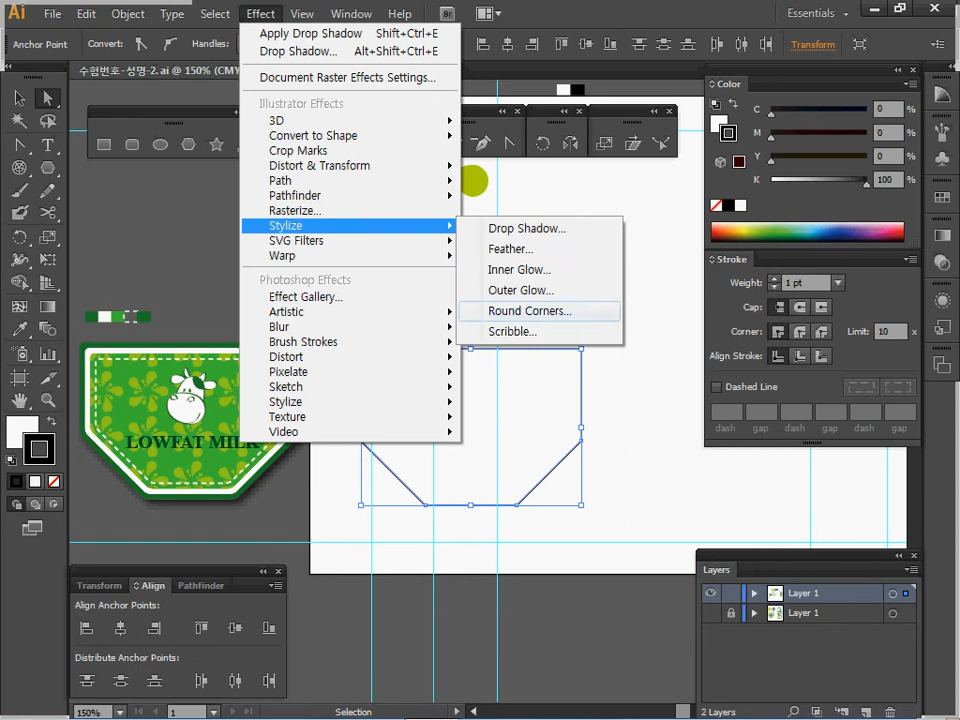 Ai File Edit Object Type Select Effect View Window Help Br Essentials
Anchor Point Convert: Handles: Transform
수험번호-성명-2.ai @ 150% (CMY
Apply Drop Shadow Shift+Ctrl+E
Drop Shadow... Alt+Shift+Ctrl+E
Document Raster Effects Settings...
Illustrator Effects
3D
Convert to Shape
Crop Marks
Distort & Transform
Path
Pathfinder
Rasterize...
Stylize
SVG Filters
Warp
Photoshop Effects
Effect Gallery...
Artistic
Blur
Brush Strokes
Distort
Pixelate
Sketch
Stylize
Texture
Video
Drop Shadow...
Feather...
Inner Glow...
Outer Glow...
Round Corners...
Scribble...
LOWFAT MILK
Color
C 0 %
M 0 %
Y 0 %
K 100 %
Stroke
Weight: 1 pt
Cap:
Corner: Limit: 10 x
Align Stroke:
Dashed Line
dash gap dash gap dash gap
Transform Align Pathfinder
Align Anchor Points:
Distribute Anchor Points:
Layers
Layer 1
Layer 1
2 Layers
150% 1 Selection